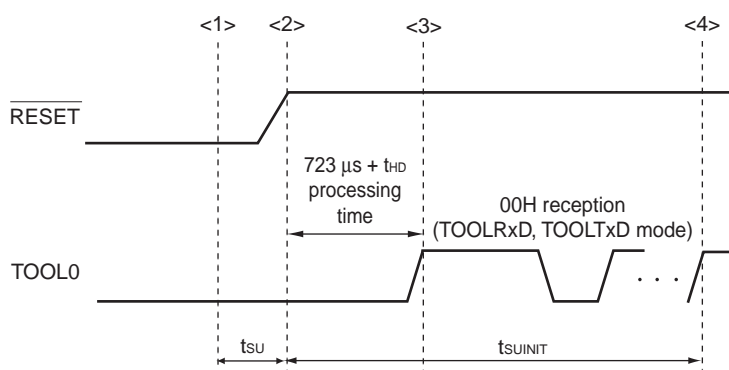 <1> <2> <3> <4>
RESET
723 µs + tHD
processing
time
00H reception
(TOOLRxD, TOOLTxD mode)
TOOL0
. . .
tSU
tSUINIT